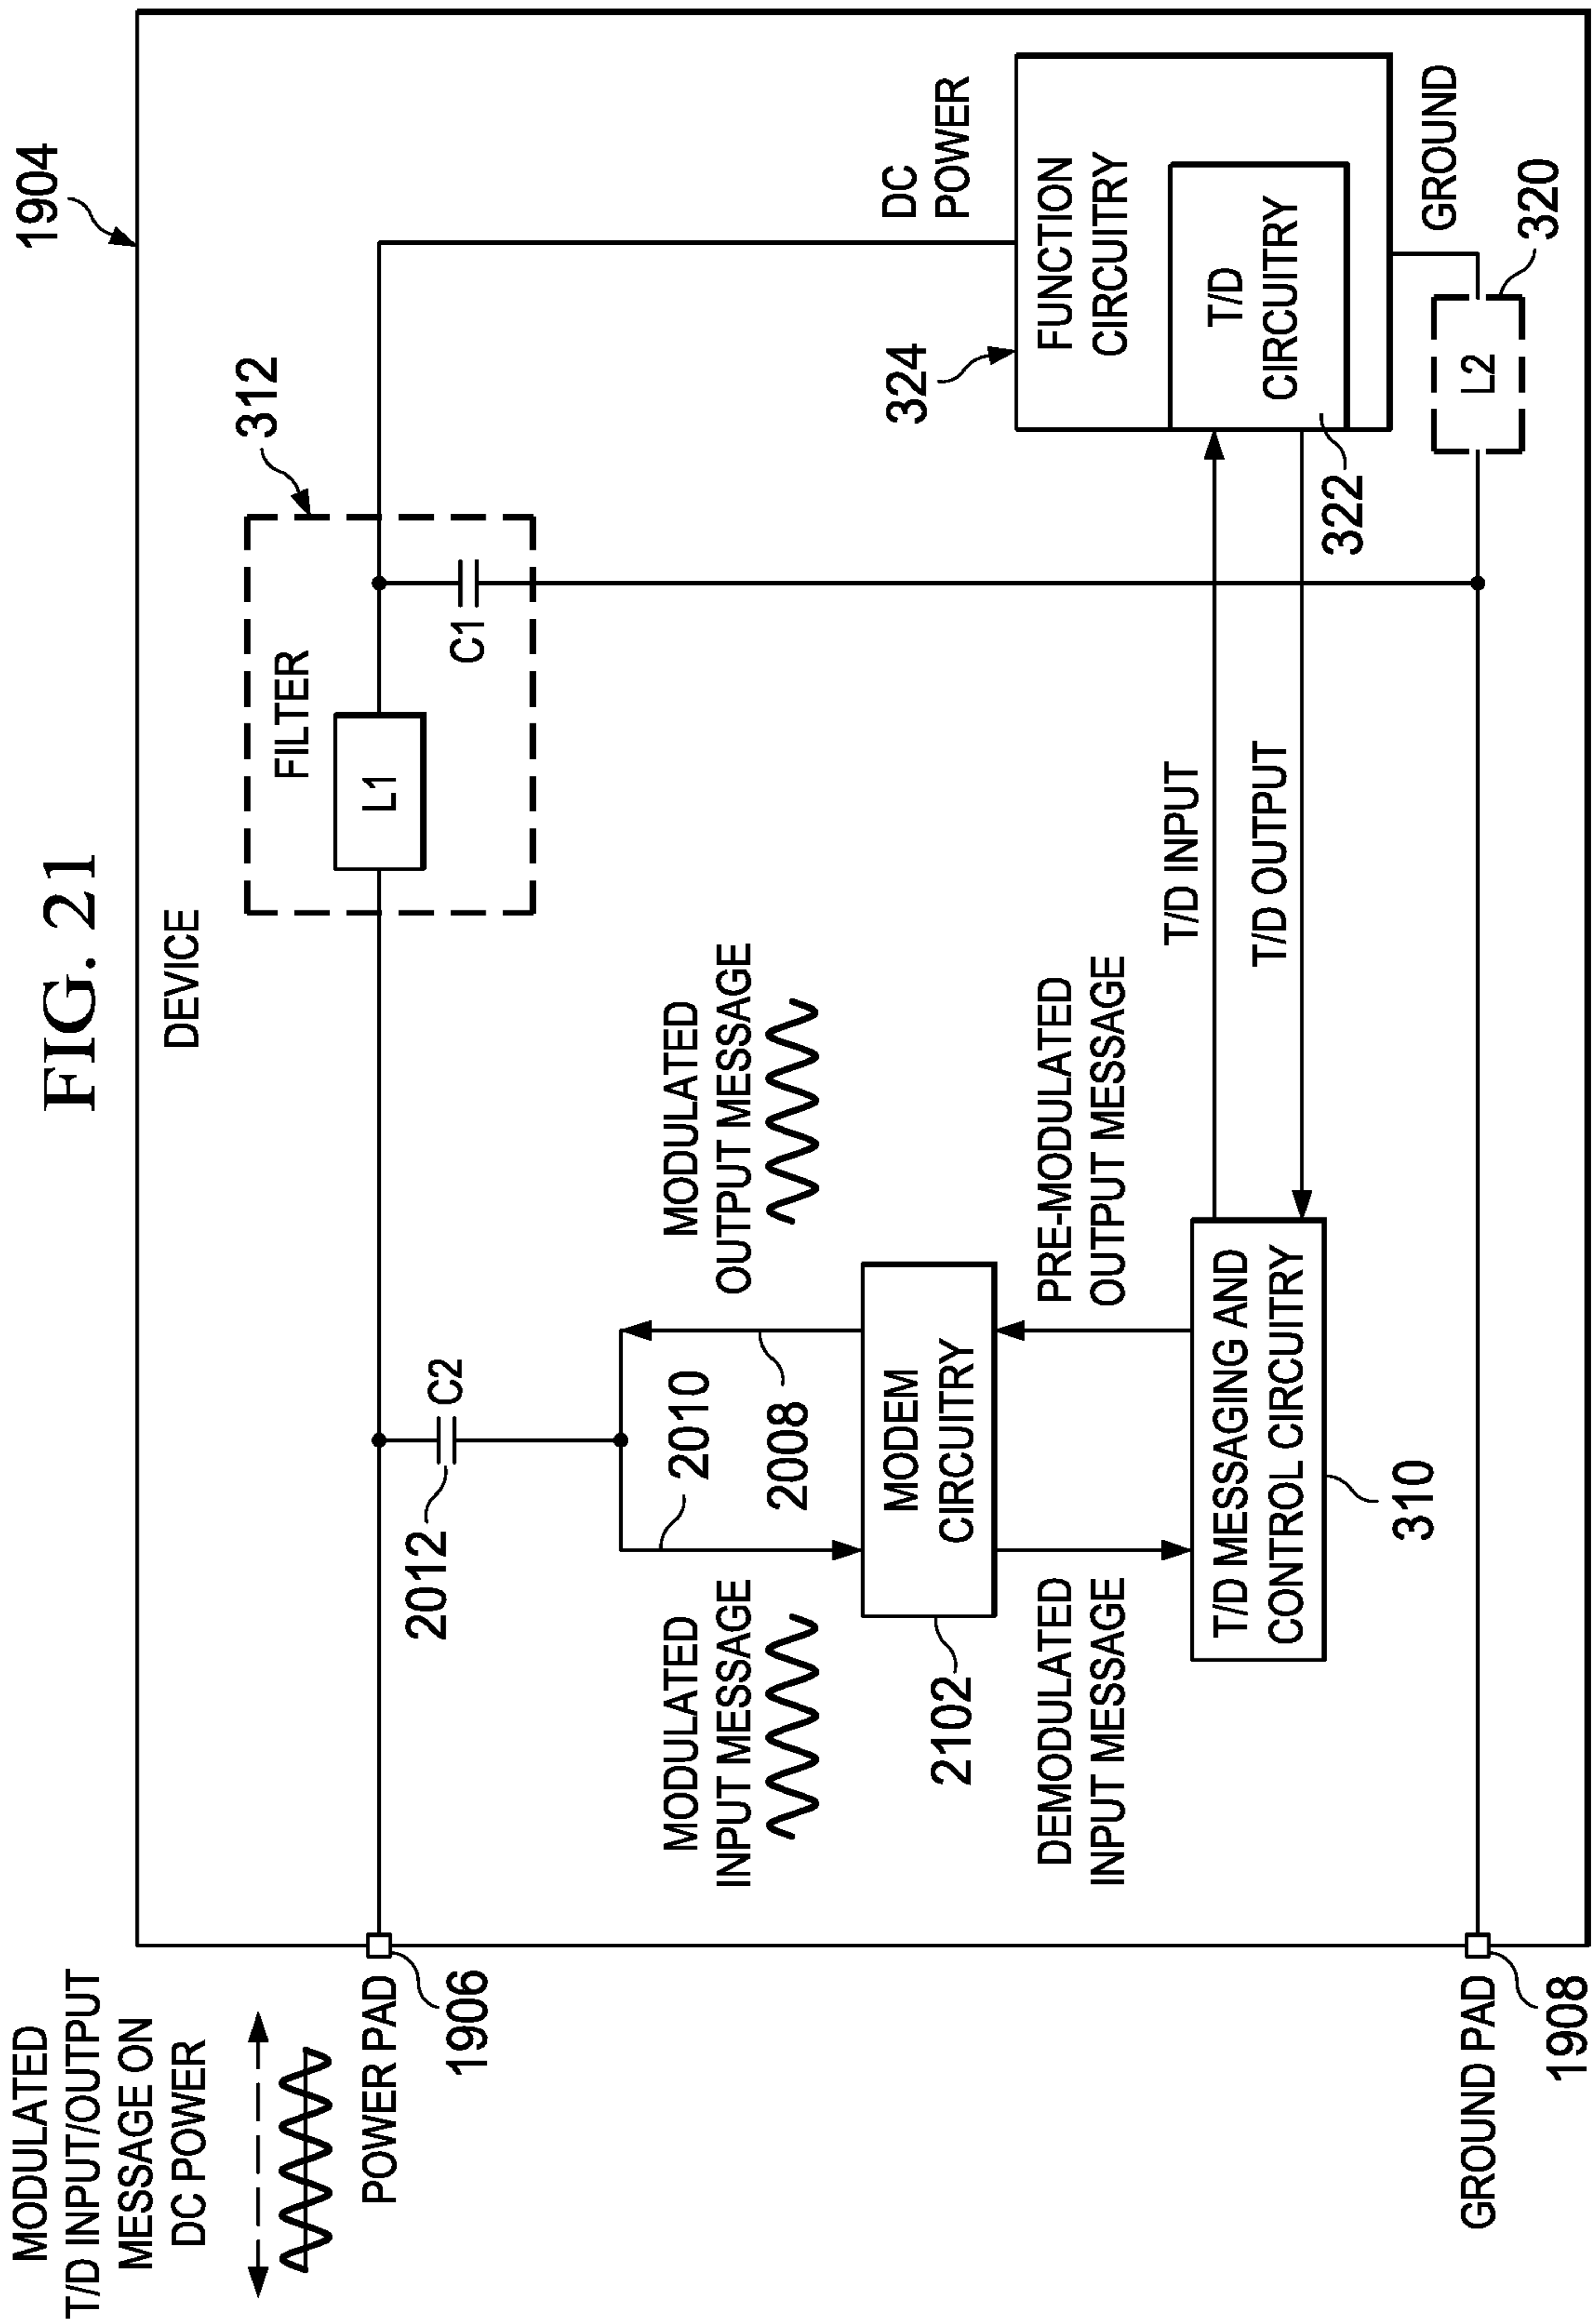 FIG. 21
1904
DEVICE
MODULATED
T/D INPUT/OUTPUT
MESSAGE ON
DC POWER
POWER PAD
1906
2012
C2
FILTER
312
L1
C1
MODULATED
INPUT MESSAGE
2010
2008
MODULATED
OUTPUT MESSAGE
MODEM
CIRCUITRY
2102
DEMODULATED
INPUT MESSAGE
PRE-MODULATED
OUTPUT MESSAGE
T/D MESSAGING AND
CONTROL CIRCUITRY
310
T/D INPUT
T/D OUTPUT
DC
POWER
324
FUNCTION
CIRCUITRY
T/D
CIRCUITRY
322
GROUND
L2
320
GROUND PAD
1908